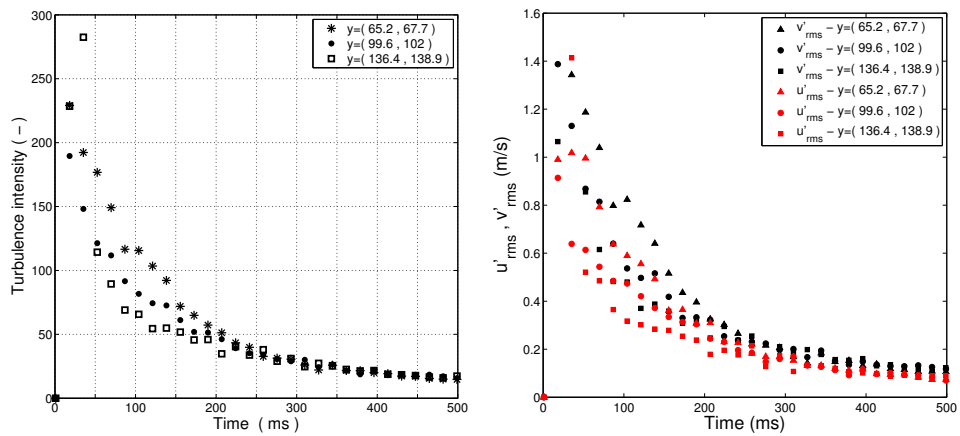 300
250
200
150
100
50
0
0
100
200
300
400
500
Turbulence intensity ( − )
Time ( ms )
y=( 65.2 , 67.7 )
y=( 99.6 , 102 )
y=( 136.4 , 138.9 )
1.6
1.4
1.2
1
0.8
0.6
0.4
0.2
0
0
100
200
300
400
500
u'rms , v'rms (m/s)
Time (ms)
v'rms − y=( 65.2 , 67.7 )
v'rms − y=( 99.6 , 102 )
v'rms − y=( 136.4 , 138.9 )
u'rms − y=( 65.2 , 67.7 )
u'rms − y=( 99.6 , 102 )
u'rms − y=( 136.4 , 138.9 )